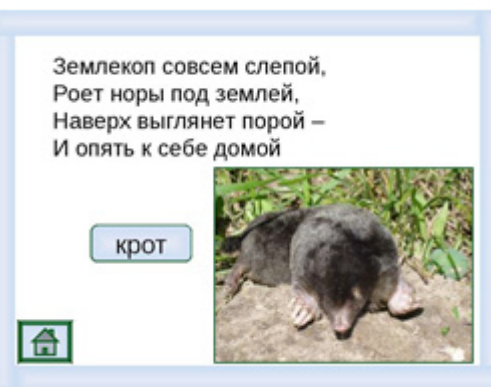 Землекоп совсем слепой,
Роет норы под землей,
Наверх выглянет порой –
И опять к себе домой
крот